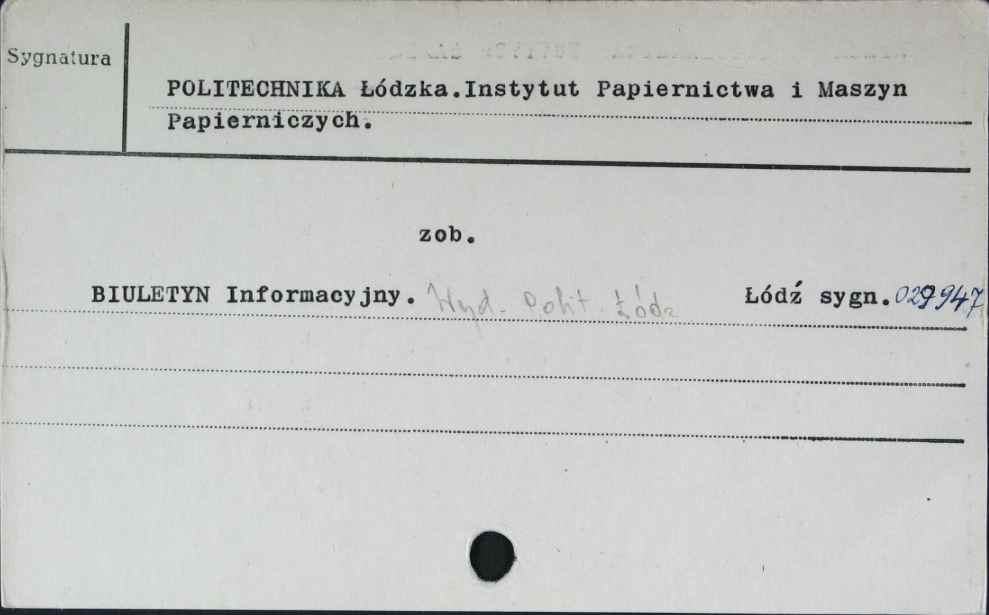 Sygnatura
POLITECHNIKA Łódzka.Instytut Papiernictwa i Maszyn
Papierniczych.
zob.
BIULETYN Informacyjny. Wyd. Polit. Łódz Łódź sygn.029947